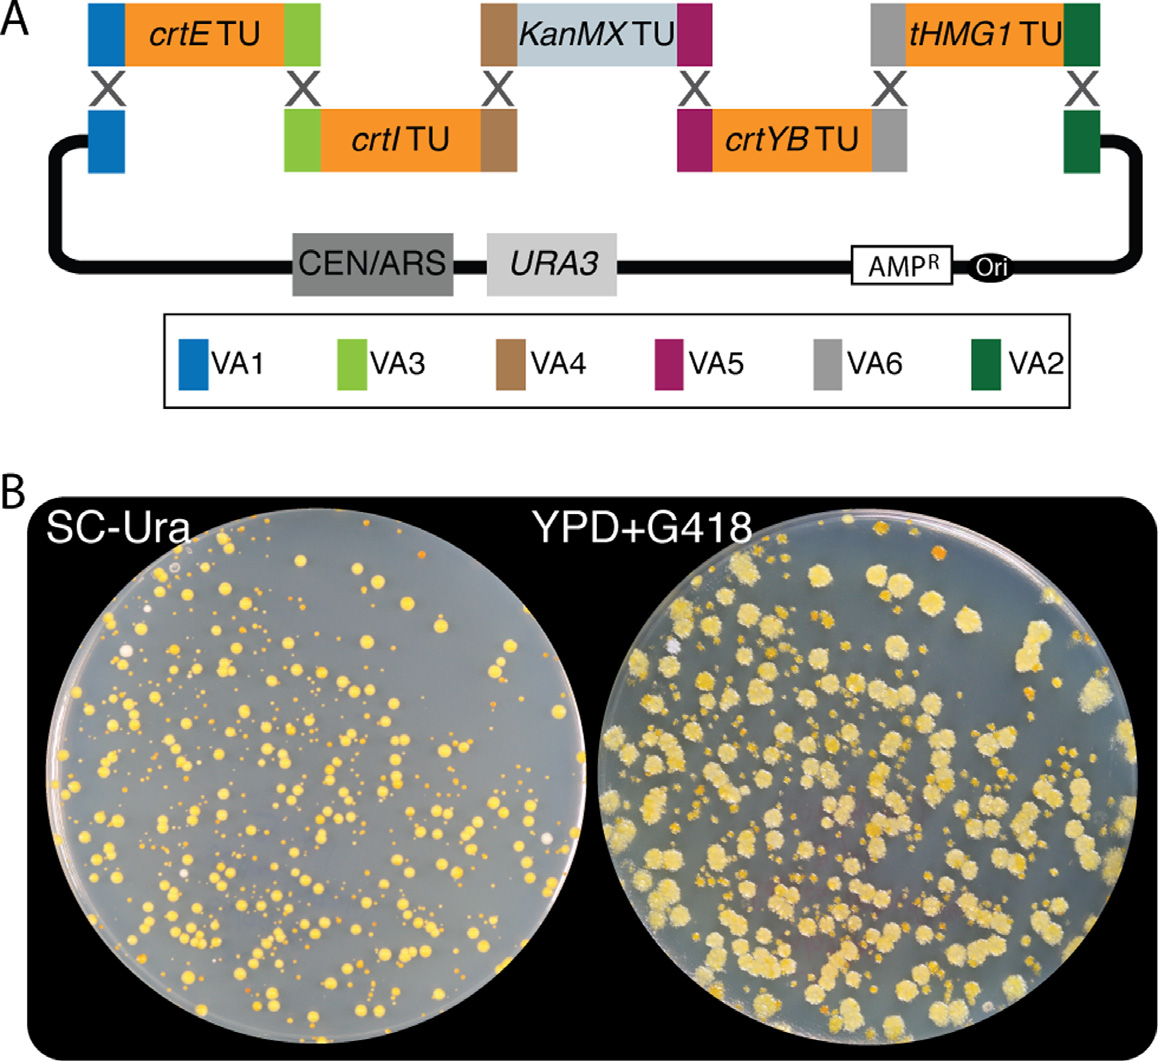 A
crtE TU
KanMX TU
tHMG1 TU
X X X X X X
crtI TU
crtYB TU
CEN/ARS
URA3
AMPR
Ori
VA1 VA3 VA4 VA5 VA6 VA2
B
SC-Ura
YPD+G418